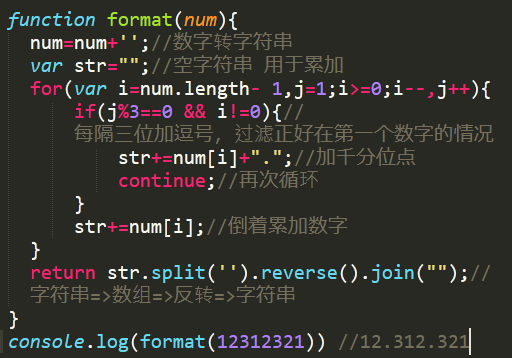 function format(num){
num=num+'';//数字转字符串
var str="";//空字符串 用于累加
for(var i=num.length- 1,j=1;i>=0;i--,j++){
if(j%3==0 && i!=0){//
每隔三位加逗号，过滤正好在第一个数字的情况
str+=num[i]+".";//加千分位点
continue;//再次循环
}
str+=num[i];//倒着累加数字
}
return str.split('').reverse().join("");//
字符串=>数组=>反转=>字符串
}
console.log(format(12312321)) //12.312.321